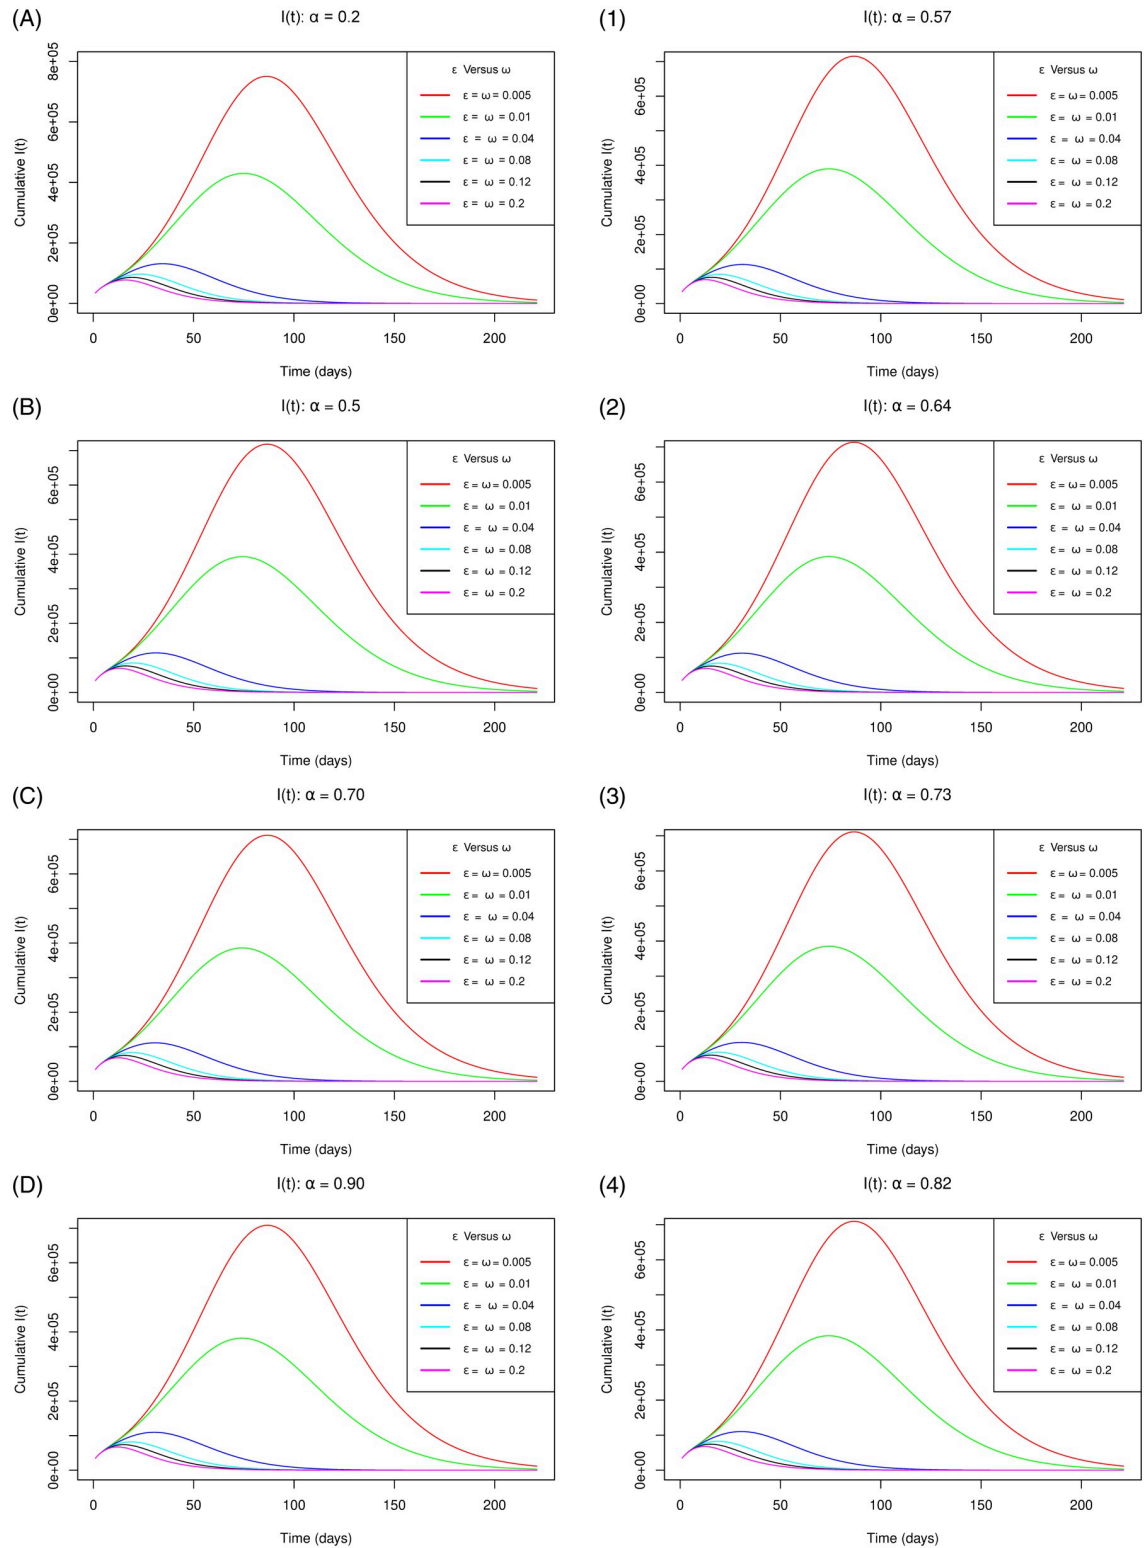 (A)
I(t): α = 0.2
Cumulative I(t)
0e+00 2e+05 4e+05 6e+05 8e+05
ε Versus ω
ε = ω = 0.005
ε = ω = 0.01
ε = ω = 0.04
ε = ω = 0.08
ε = ω = 0.12
ε = ω = 0.2
0 50 100 150 200
Time (days)
(1)
I(t): α = 0.57
Cumulative I(t)
0e+00 2e+05 4e+05 6e+05
ε Versus ω
ε = ω = 0.005
ε = ω = 0.01
ε = ω = 0.04
ε = ω = 0.08
ε = ω = 0.12
ε = ω = 0.2
0 50 100 150 200
Time (days)
(B)
I(t): α = 0.5
Cumulative I(t)
0e+00 2e+05 4e+05 6e+05
ε Versus ω
ε = ω = 0.005
ε = ω = 0.01
ε = ω = 0.04
ε = ω = 0.08
ε = ω = 0.12
ε = ω = 0.2
0 50 100 150 200
Time (days)
(2)
I(t): α = 0.64
Cumulative I(t)
0e+00 2e+05 4e+05 6e+05
ε Versus ω
ε = ω = 0.005
ε = ω = 0.01
ε = ω = 0.04
ε = ω = 0.08
ε = ω = 0.12
ε = ω = 0.2
0 50 100 150 200
Time (days)
(C)
I(t): α = 0.70
Cumulative I(t)
0e+00 2e+05 4e+05 6e+05
ε Versus ω
ε = ω = 0.005
ε = ω = 0.01
ε = ω = 0.04
ε = ω = 0.08
ε = ω = 0.12
ε = ω = 0.2
0 50 100 150 200
Time (days)
(3)
I(t): α = 0.73
Cumulative I(t)
0e+00 2e+05 4e+05 6e+05
ε Versus ω
ε = ω = 0.005
ε = ω = 0.01
ε = ω = 0.04
ε = ω = 0.08
ε = ω = 0.12
ε = ω = 0.2
0 50 100 150 200
Time (days)
(D)
I(t): α = 0.90
Cumulative I(t)
0e+00 2e+05 4e+05 6e+05
ε Versus ω
ε = ω = 0.005
ε = ω = 0.01
ε = ω = 0.04
ε = ω = 0.08
ε = ω = 0.12
ε = ω = 0.2
0 50 100 150 200
Time (days)
(4)
I(t): α = 0.82
Cumulative I(t)
0e+00 2e+05 4e+05 6e+05
ε Versus ω
ε = ω = 0.005
ε = ω = 0.01
ε = ω = 0.04
ε = ω = 0.08
ε = ω = 0.12
ε = ω = 0.2
0 50 100 150 200
Time (days)